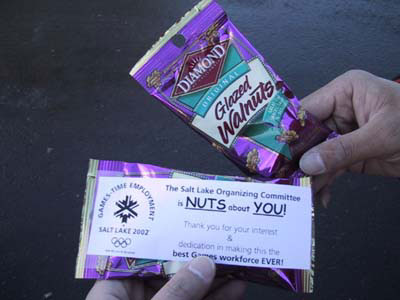 DIAMOND
ORIGINAL
Glazed
Walnuts
GAMES-TIME EMPLOYMENT
SALT LAKE 2002
The Salt Lake Organizing Committee
is NUTS about YOU!
Thank you for your interest
&
dedication in making this the
best Games workforce EVER!